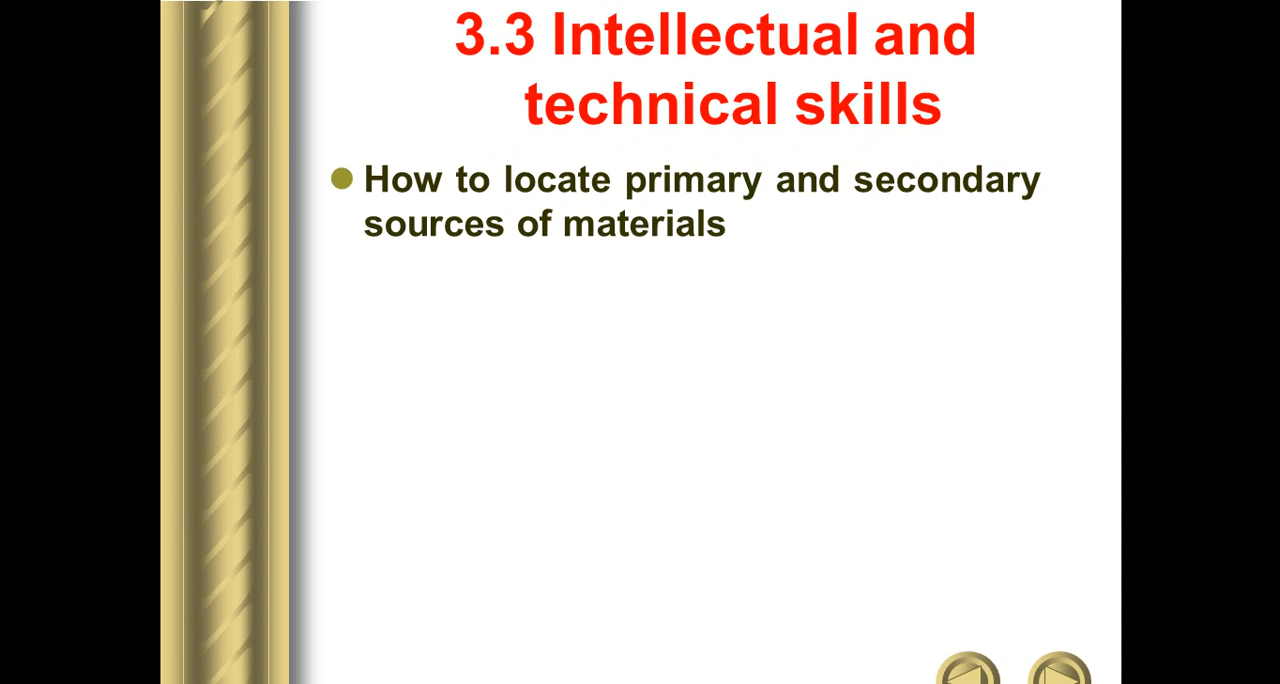 3.3 Intellectual and
technical skills
How to locate primary and secondary
sources of materials